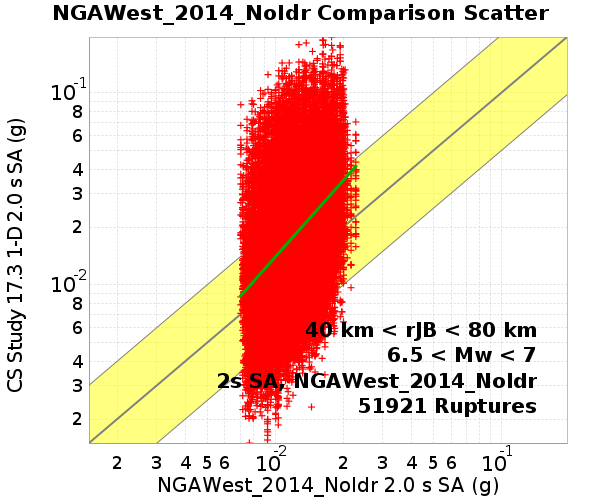 NGAWest_2014_NoIdr Comparison Scatter
CS Study 17.3 1-D 2.0 s SA (g)
10-1
8
6
4
3
2
10-2
8
6
4
3
2
40 km < rJB < 80 km
6.5 < Mw < 7
2s SA, NGAWest_2014_NoIdr
51921 Ruptures
2 3 4 5 6 8 10-2 2 3 4 5 6 8 10-1
NGAWest_2014_NoIdr 2.0 s SA (g)